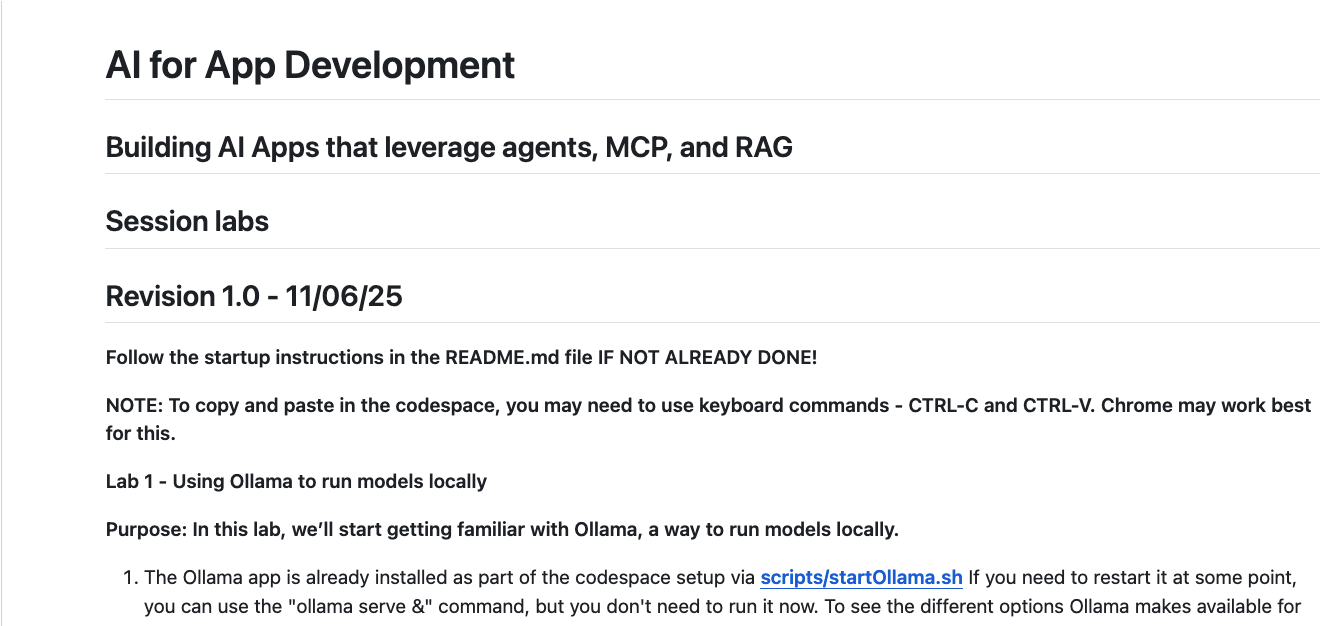 AI for App Development
Building AI Apps that leverage agents, MCP, and RAG
Session labs
Revision 1.0 - 11/06/25
Follow the startup instructions in the README.md file IF NOT ALREADY DONE!
NOTE: To copy and paste in the codespace, you may need to use keyboard commands - CTRL-C and CTRL-V. Chrome may work best
for this.
Lab 1 - Using Ollama to run models locally
Purpose: In this lab, we’ll start getting familiar with Ollama, a way to run models locally.
1. The Ollama app is already installed as part of the codespace setup via scripts/startOllama.sh If you need to restart it at some point,
you can use the "ollama serve &" command, but you don't need to run it now. To see the different options Ollama makes available for